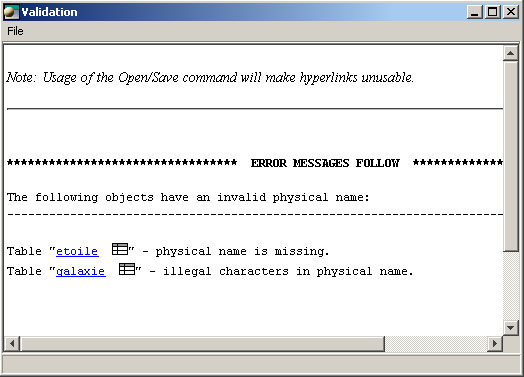 Validation
File
Note: Usage of the Open/Save command will make hyperlinks unusable.
********************************* ERROR MESSAGES FOLLOW *************
The following objects have an invalid physical name:
-----------------------------------------------------------------------
Table "etoile " - physical name is missing.
Table "galaxie " - illegal characters in physical name.